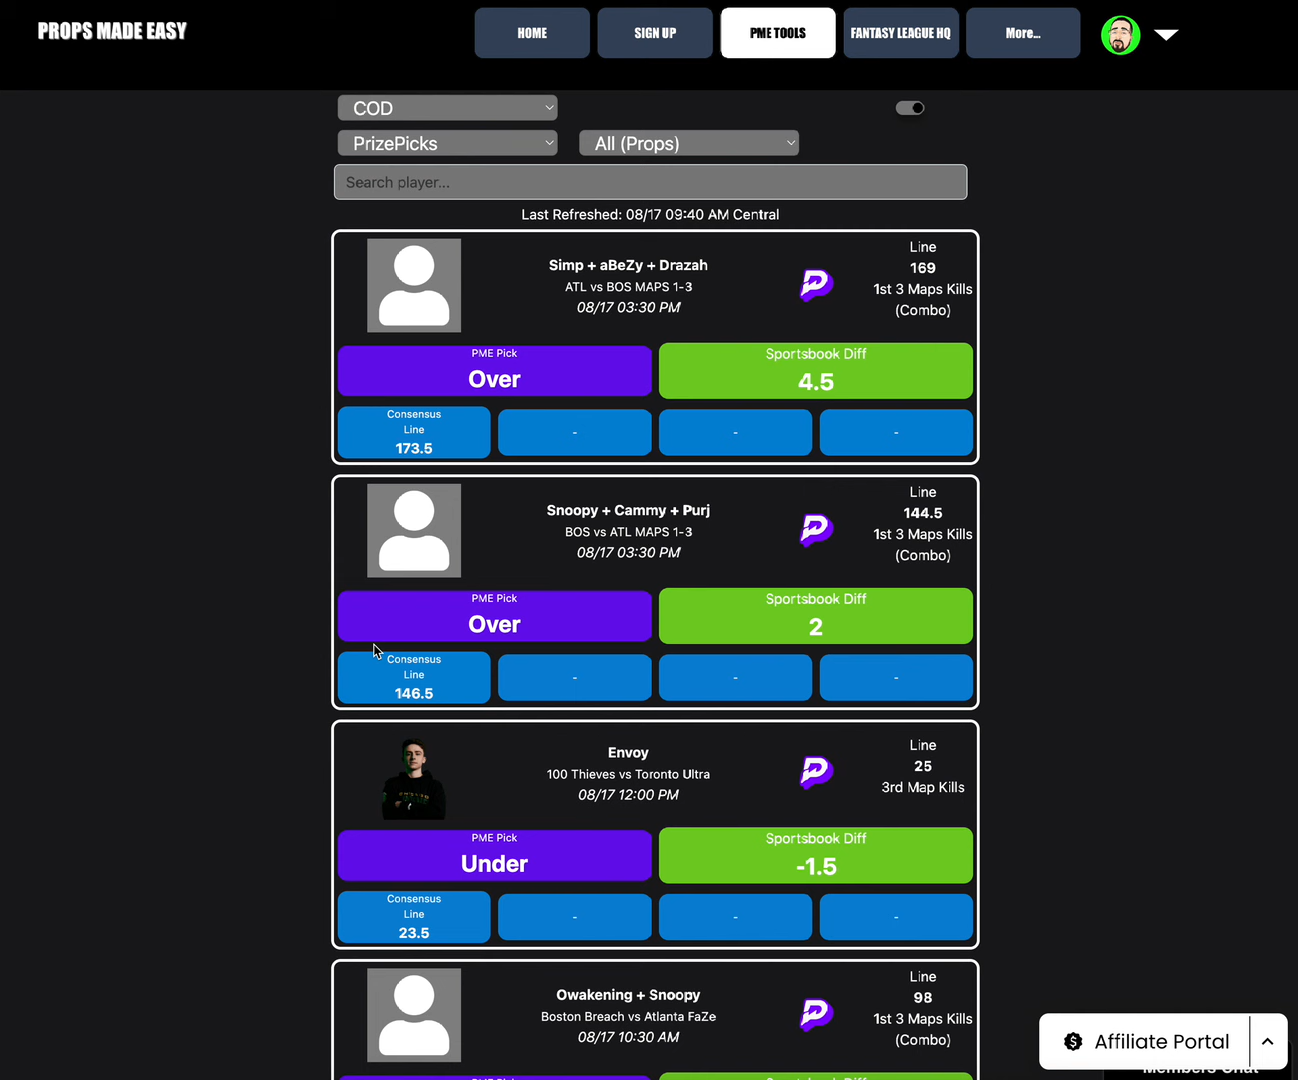 PROPS MADE EASY
HOME
SIGN UP
PME TOOLS
FANTASY LEAGUE HQ
More...
COD
PrizePicks
All (Props)
Search player...
Last Refreshed: 08/17 09:40 AM Central
Simp + aBeZy + Drazah
ATL vs BOS MAPS 1-3
08/17 03:30 PM
Line
169
1st 3 Maps Kills
(Combo)
PME Pick
Over
Sportsbook Diff
4.5
Consensus
Line
173.5
-
-
-
Snoopy + Cammy + Purj
BOS vs ATL MAPS 1-3
08/17 03:30 PM
Line
144.5
1st 3 Maps Kills
(Combo)
PME Pick
Over
Sportsbook Diff
2
Consensus
Line
146.5
-
-
-
Envoy
100 Thieves vs Toronto Ultra
08/17 12:00 PM
Line
25
3rd Map Kills
PME Pick
Under
Sportsbook Diff
-1.5
Consensus
Line
23.5
-
-
-
Owakening + Snoopy
Boston Breach vs Atlanta FaZe
08/17 10:30 AM
Line
98
1st 3 Maps Kills
(Combo)
Affiliate Portal
Members Chat